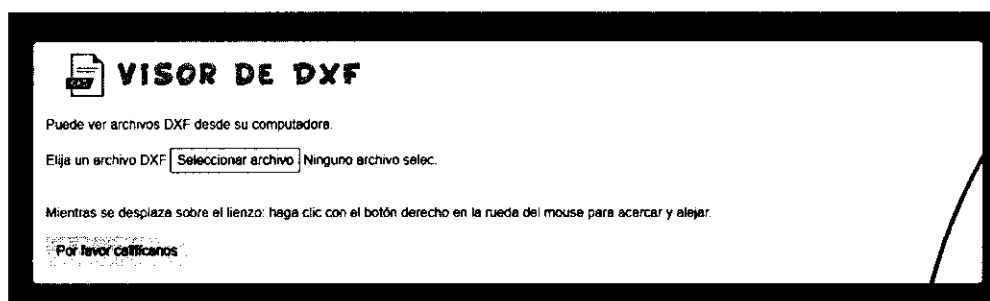 VISOR DE DXF
Puede ver archivos DXF desde su computadora.
Elija un archivo DXF Seleccionar archivo Ninguno archivo selec.
Mientras se desplaza sobre el lienzo: haga clic con el botón derecho en la rueda del mouse para acercar y alejar.
Por favor califícanos